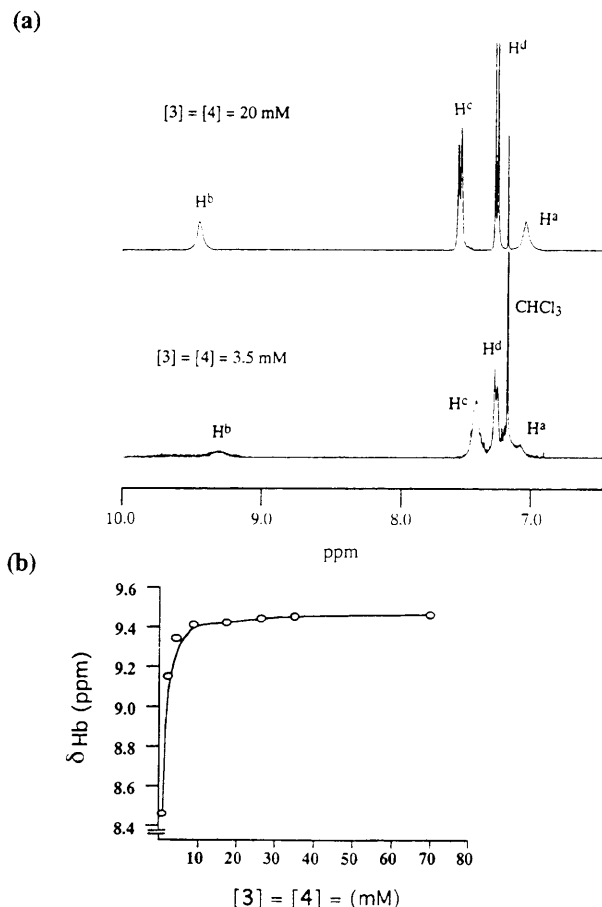 (a)
H^d
[3] = [4] = 20 mM
H^c
H^b
H^a
CHCl₃
[3] = [4] = 3.5 mM
H^d
H^c
H^b
H^a
10.0 9.0 8.0 7.0
ppm
(b)
9.6
9.4
9.2
9.0
8.8
8.6
8.4
δ Hb (ppm)
10 20 30 40 50 60 70 80
[3] = [4] = (mM)